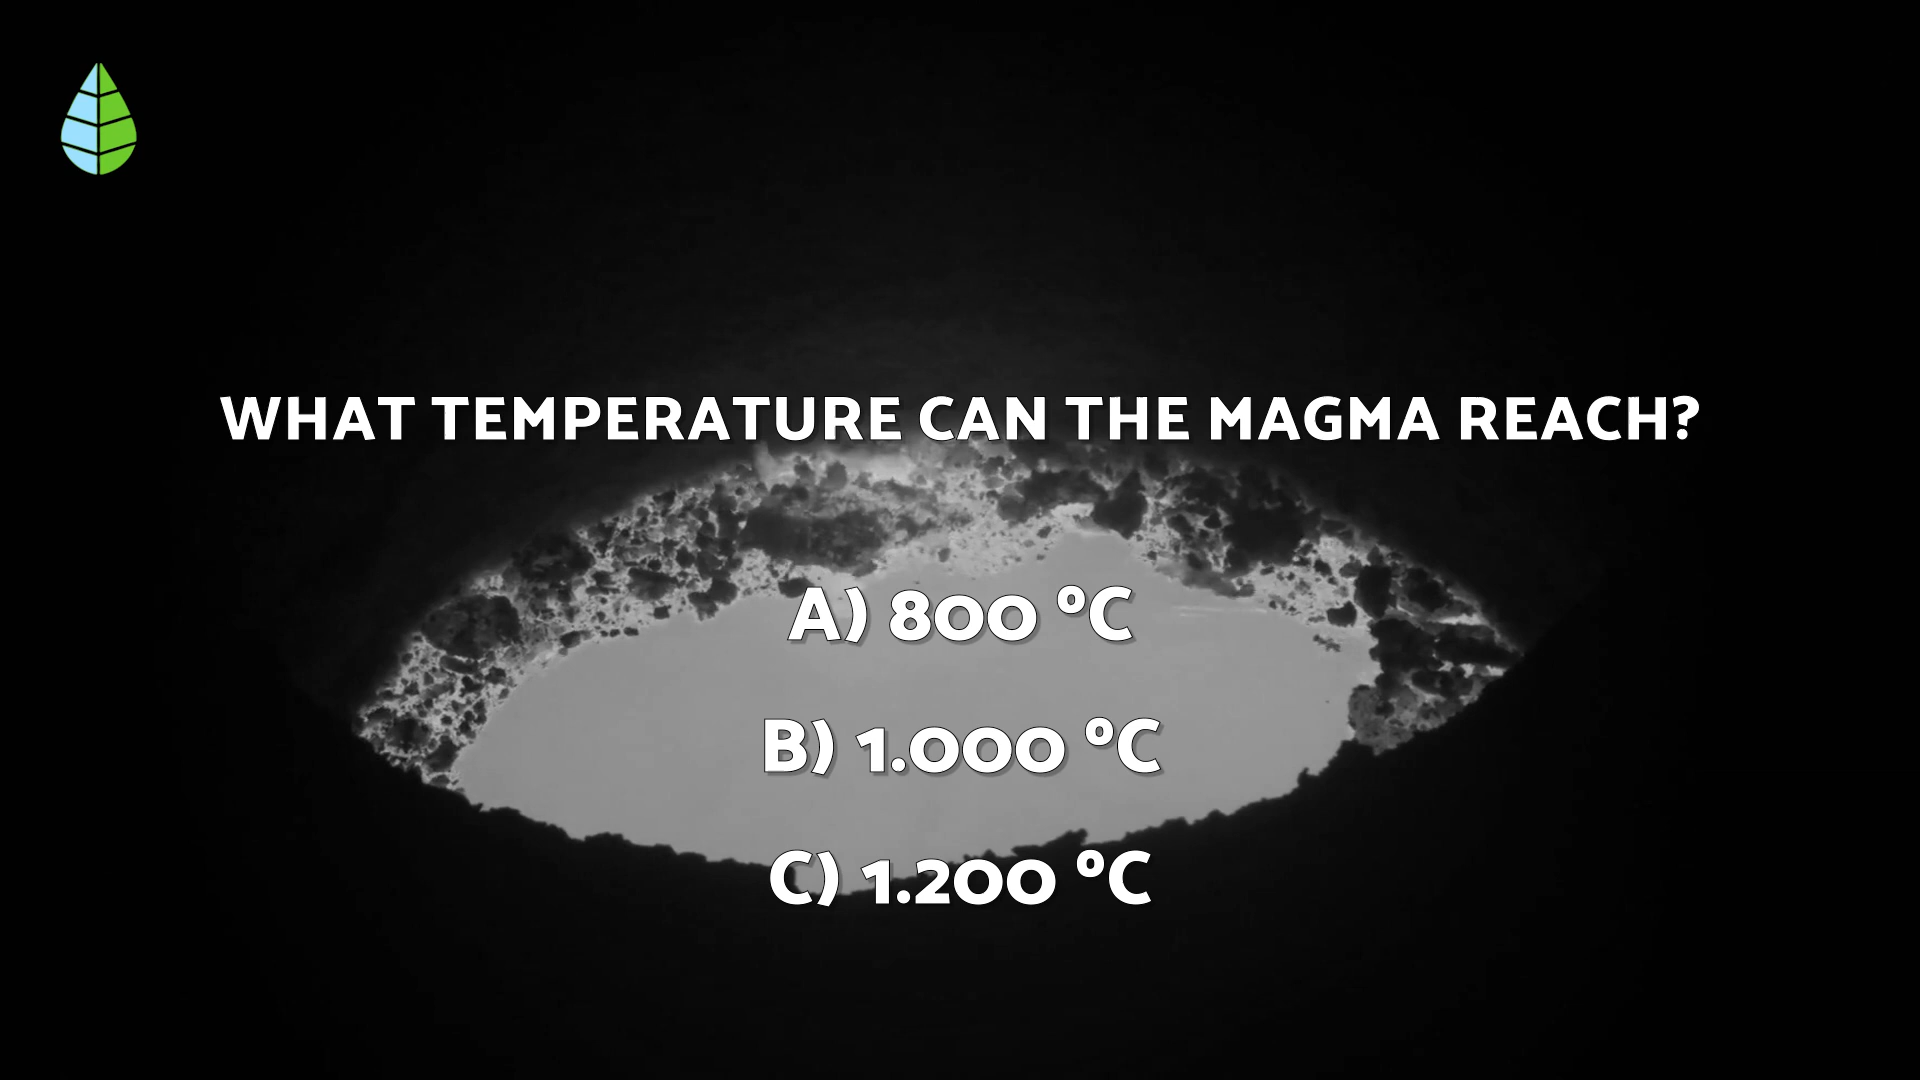 WHAT TEMPERATURE CAN THE MAGMA REACH?
A) 800 ºC
B) 1.000 ºC
C) 1.200 ºC